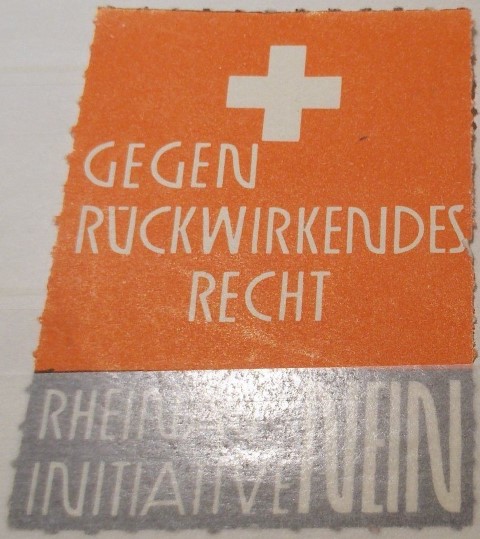 GEGEN
RÜCKWIRKENDES
RECHT
INITIATIVE NEIN